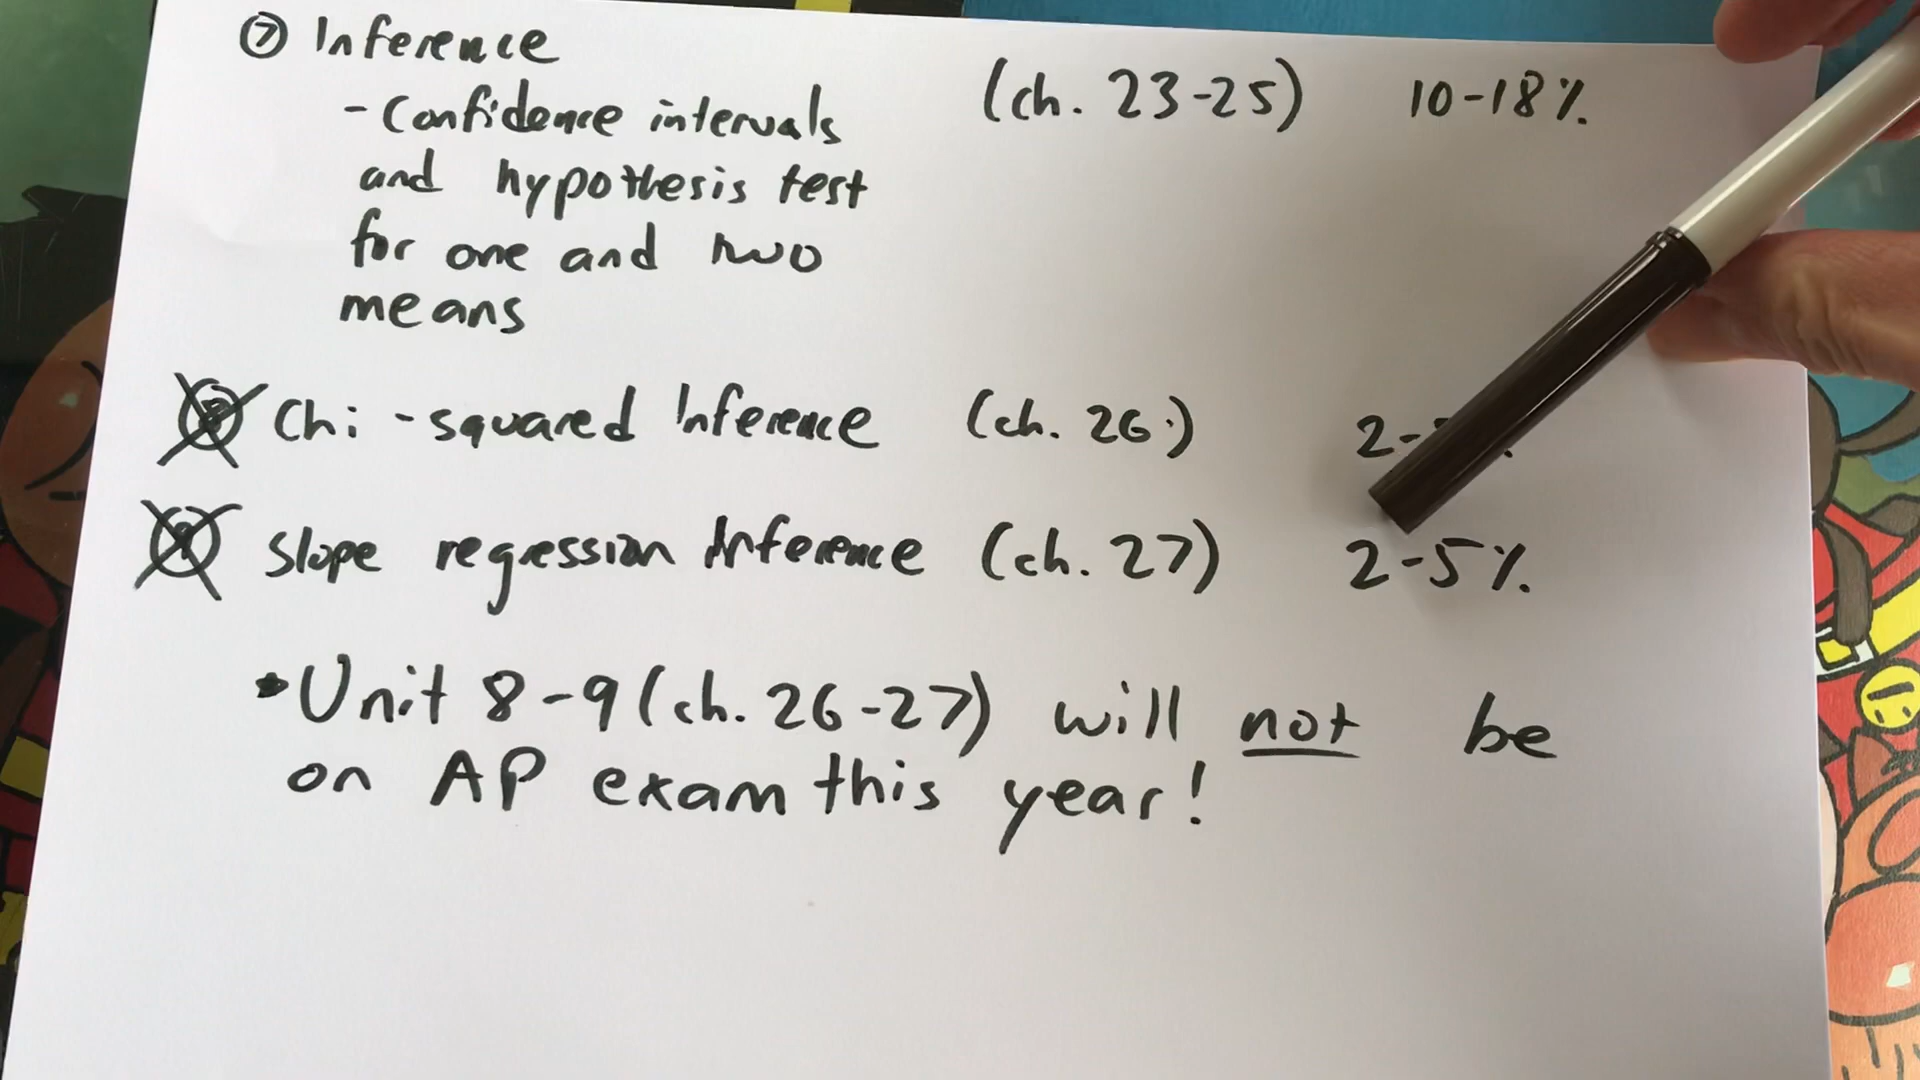 ⑦ Inference
- Confidence intervals (ch. 23-25) 10-18%
and hypothesis test
for one and two
means
Chi-squared Inference (ch. 26)
⑨ Slope regression Inference (ch. 27) 2-5%
• Unit 8-9 (ch. 26-27) will not be
on AP exam this year!